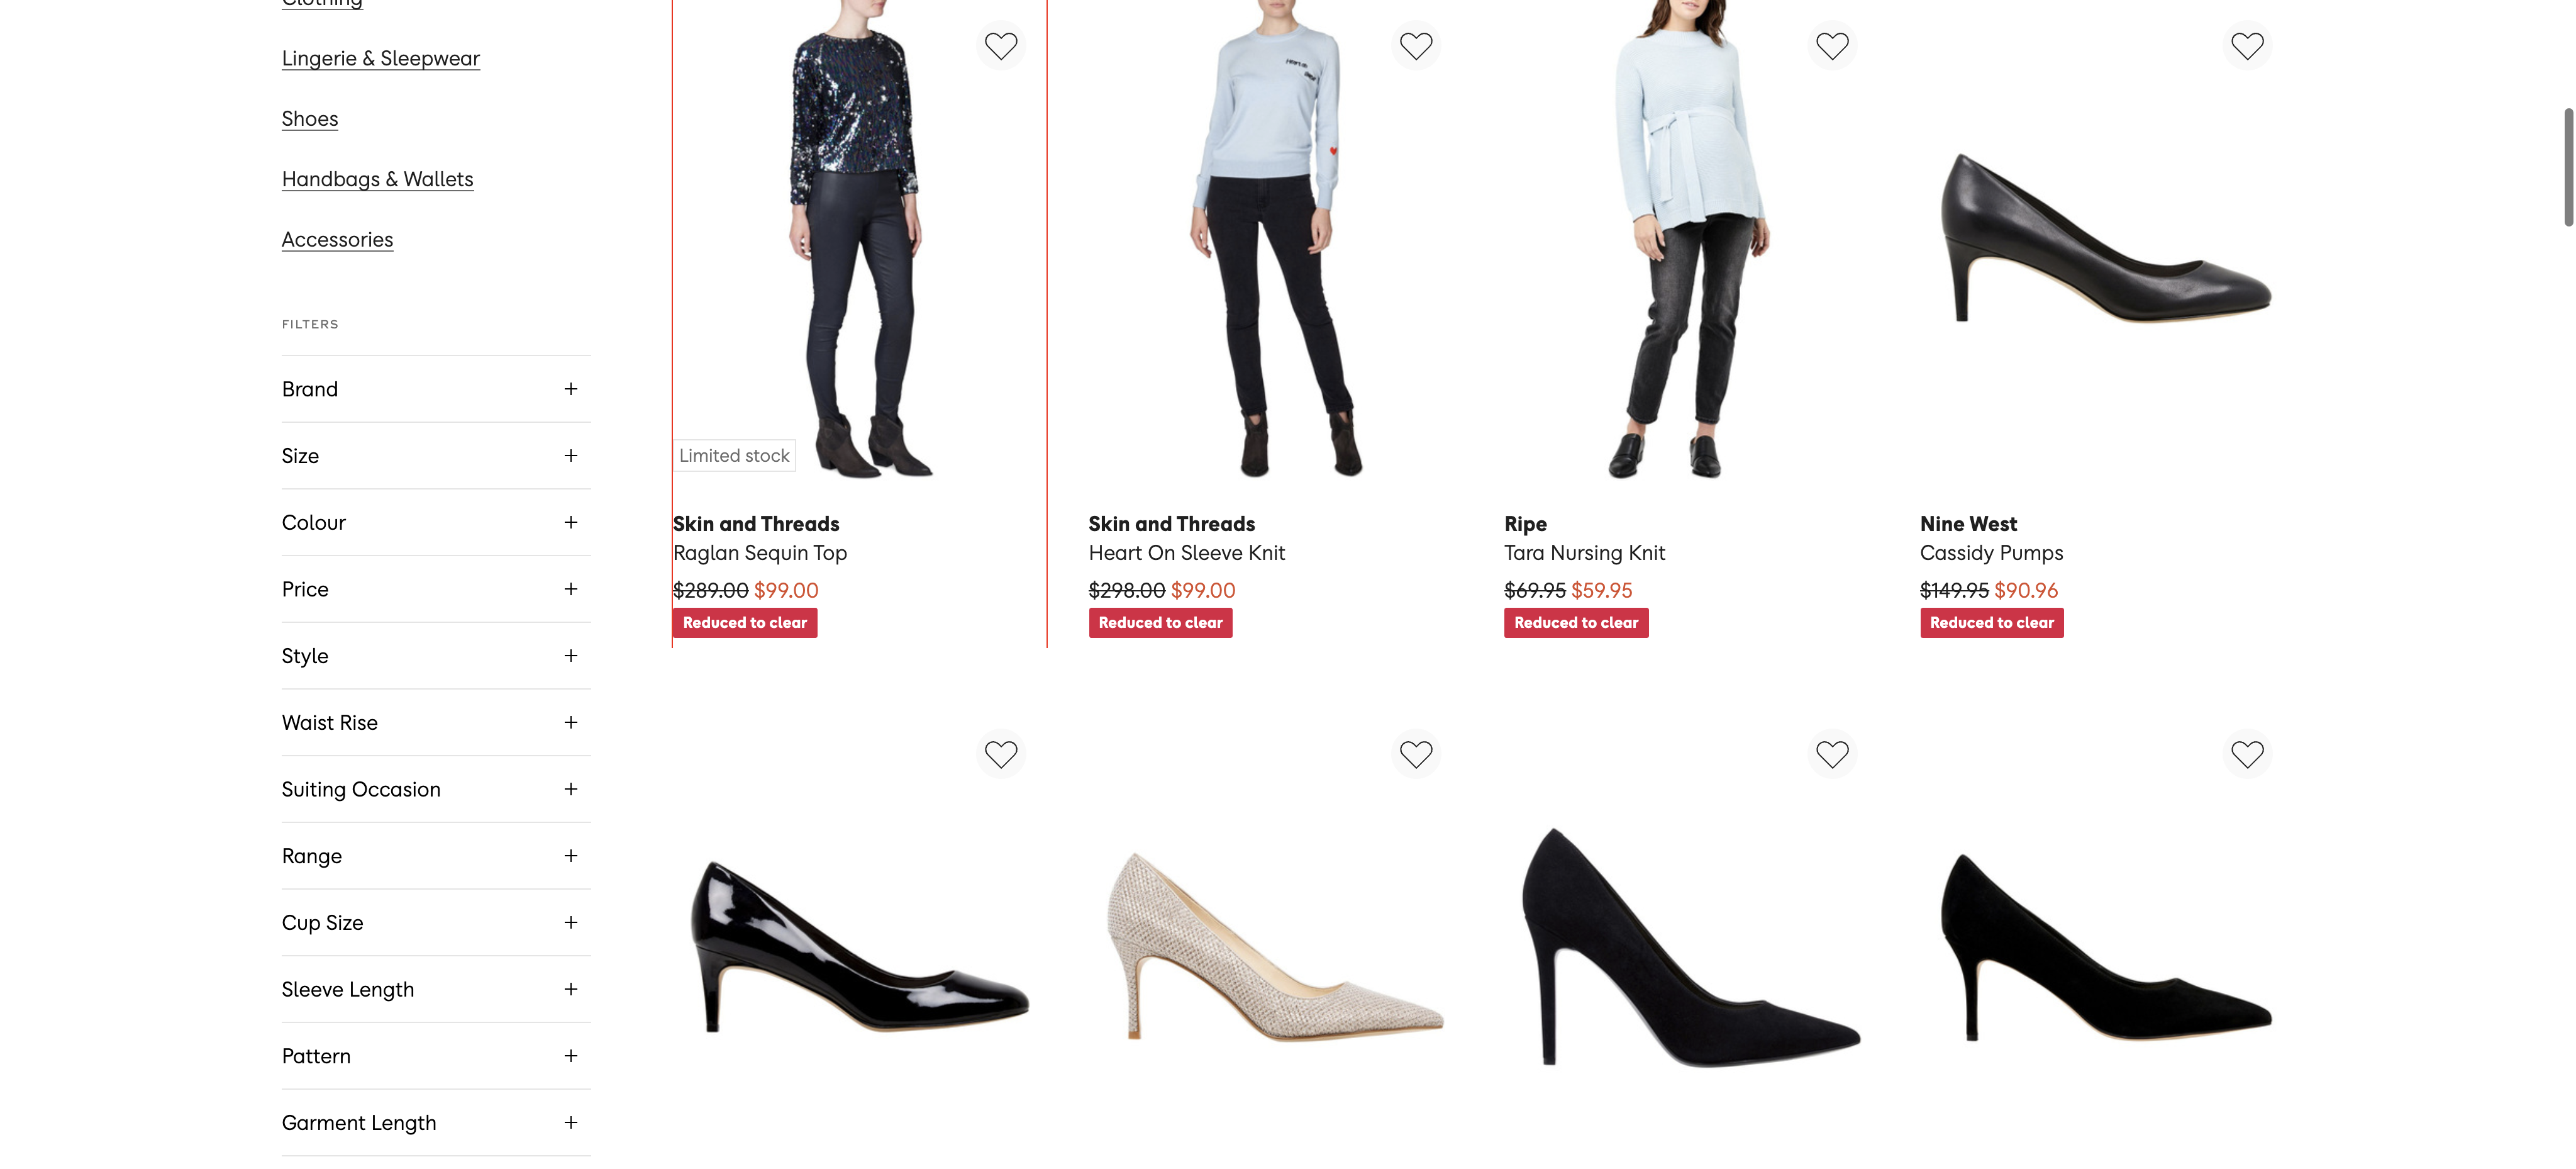 Clothing
Lingerie & Sleepwear
Shoes
Handbags & Wallets
Accessories
FILTERS
Brand
Size
Colour
Price
Style
Waist Rise
Suiting Occasion
Range
Cup Size
Sleeve Length
Pattern
Garment Length
Limited stock
Skin and Threads
Raglan Sequin Top
$289.00 $99.00
Reduced to clear
Skin and Threads
Heart On Sleeve Knit
$298.00 $99.00
Reduced to clear
Ripe
Tara Nursing Knit
$69.95 $59.95
Reduced to clear
Nine West
Cassidy Pumps
$149.95 $90.96
Reduced to clear